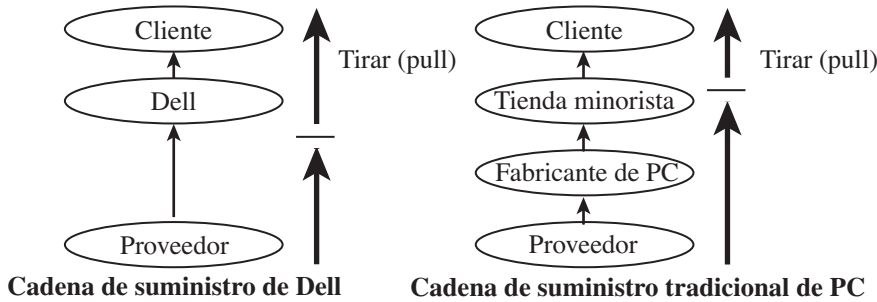 Cliente
Tirar (pull)
Dell
Proveedor
Cadena de suministro de Dell
Cliente
Tirar (pull)
Tienda minorista
Fabricante de PC
Proveedor
Cadena de suministro tradicional de PC